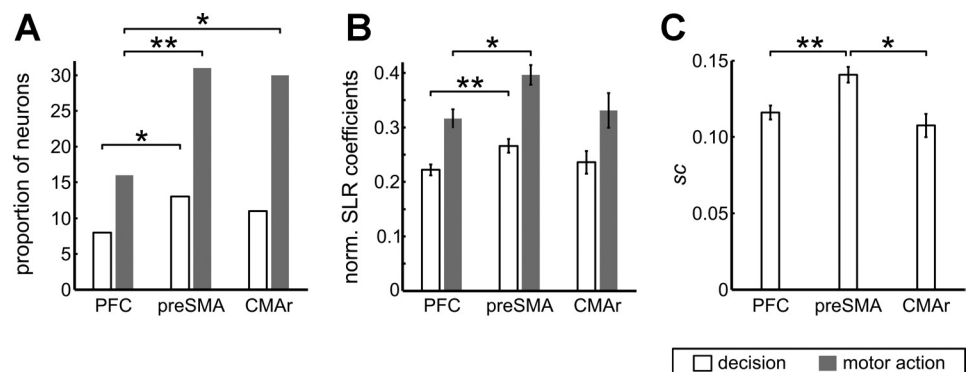 A
proportion of neurons
30
25
20
15
10
5
0
*
**
*
PFC preSMA CMAr
B
norm. SLR coefficients
0.4
0.3
0.2
0.1
0
*
**
PFC preSMA CMAr
C
sc
0.15
0.10
0.05
0
** *
PFC preSMA CMAr
decision motor action